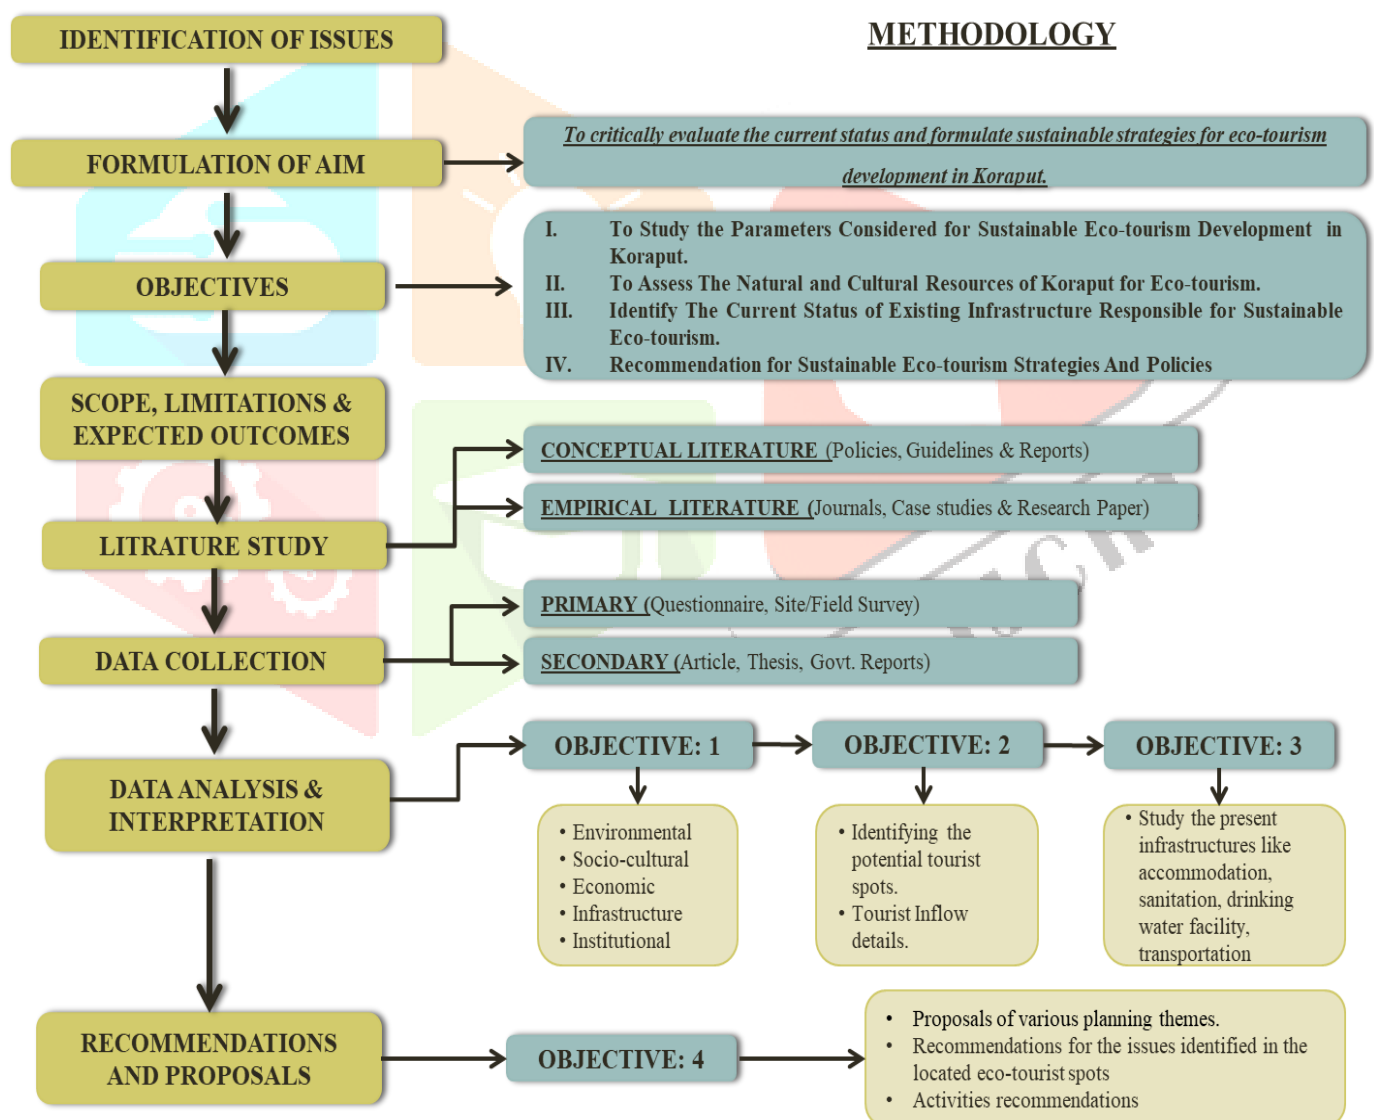 METHODOLOGY
IDENTIFICATION OF ISSUES
FORMULATION OF AIM
To critically evaluate the current status and formulate sustainable strategies for eco-tourism
development in Koraput.
OBJECTIVES
I. To Study the Parameters Considered for Sustainable Eco-tourism Development in
Koraput.
II. To Assess The Natural and Cultural Resources of Koraput for Eco-tourism.
III. Identify The Current Status of Existing Infrastructure Responsible for Sustainable
Eco-tourism.
IV. Recommendation for Sustainable Eco-tourism Strategies And Policies
SCOPE, LIMITATIONS &
EXPECTED OUTCOMES
LITRATURE STUDY
CONCEPTUAL LITERATURE (Policies, Guidelines & Reports)
EMPIRICAL LITERATURE (Journals, Case studies & Research Paper)
DATA COLLECTION
PRIMARY (Questionnaire, Site/Field Survey)
SECONDARY (Article, Thesis, Govt. Reports)
DATA ANALYSIS &
INTERPRETATION
OBJECTIVE: 1
• Environmental
• Socio-cultural
• Economic
• Infrastructure
• Institutional
OBJECTIVE: 2
• Identifying the
potential tourist
spots.
• Tourist Inflow
details.
OBJECTIVE: 3
• Study the present
infrastructures like
accommodation,
sanitation, drinking
water facility,
transportation
RECOMMENDATIONS
AND PROPOSALS
OBJECTIVE: 4
• Proposals of various planning themes.
• Recommendations for the issues identified in the
located eco-tourist spots
• Activities recommendations